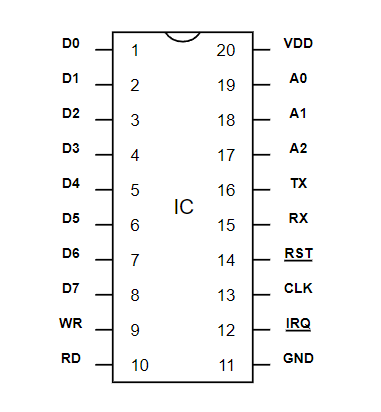 D0 1 20 VDD
D1 2 19 A0
D2 3 18 A1
D3 4 17 A2
D4 5 16 TX
IC
D5 6 15 RX
D6 7 14 RST
D7 8 13 CLK
WR 9 12 IRQ
RD 10 11 GND